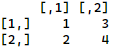 [,1] [,2]
[1,] 1 3
[2,] 2 4